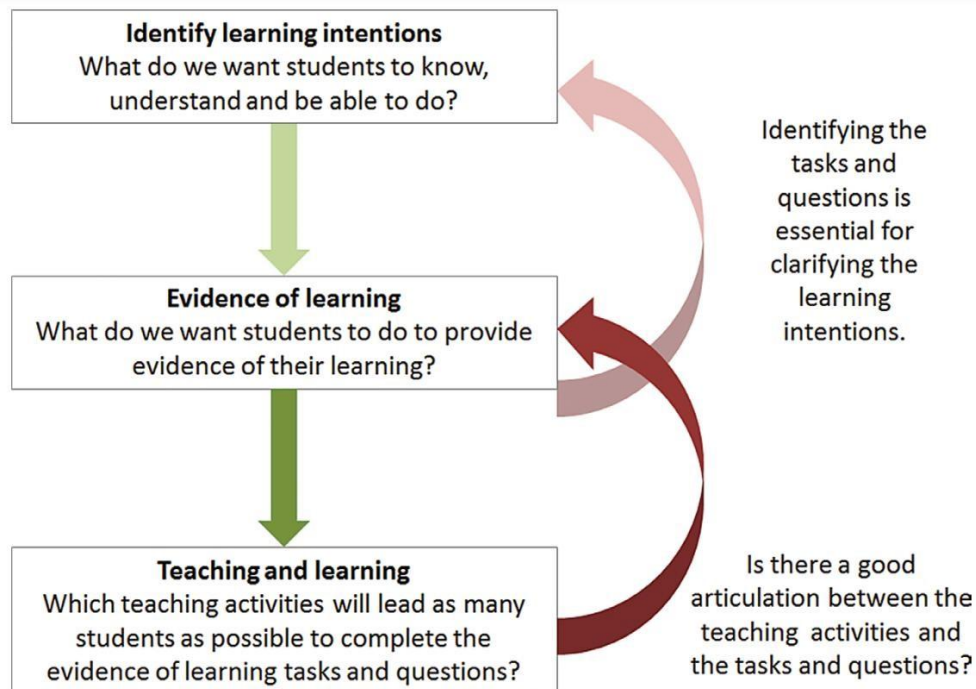 Identify learning intentions
What do we want students to know,
understand and be able to do?
Identifying the
tasks and
questions is
essential for
clarifying the
learning
intentions.
Evidence of learning
What do we want students to do to provide
evidence of their learning?
Teaching and learning
Which teaching activities will lead as many
students as possible to complete the
evidence of learning tasks and questions?
Is there a good
articulation between the
teaching activities and
the tasks and questions?